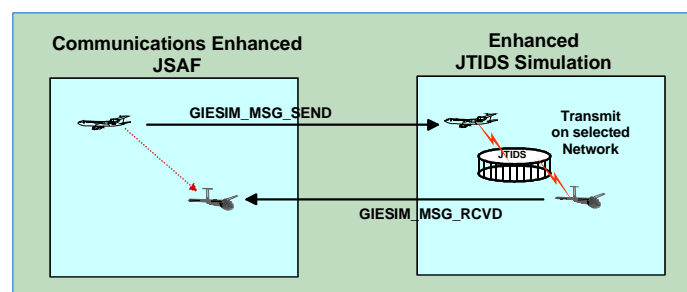 Communications Enhanced
JSAF
Enhanced
JTIDS Simulation
GIESIM_MSG_SEND
Transmit
on selected
Network
JTIDS
GIESIM_MSG_RCVD